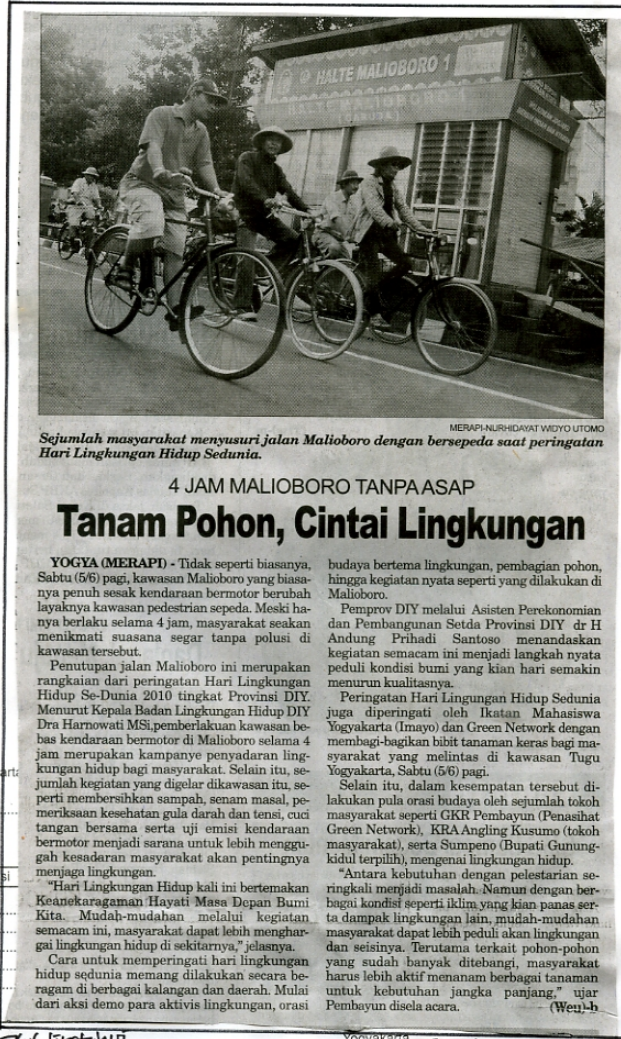 HALTE MALIOBORO 1
HALTE MALIOBORO 1
(GARUDA)
MERAPI-NURHIDAYAT WIDYO UTOMO
Sejumlah masyarakat menyusuri jalan Malioboro dengan bersepeda saat peringatan
Hari Lingkungan Hidup Sedunia.
4 JAM MALIOBORO TANPA ASAP
Tanam Pohon, Cintai Lingkungan
YOGYA (MERAPI) - Tidak seperti biasanya,
Sabtu (5/6) pagi, kawasan Malioboro yang biasa-
nya penuh sesak kendaraan bermotor berubah
layaknya kawasan pedestrian sepeda. Meski ha-
nya berlaku selama 4 jam, masyarakat seakan
menikmati suasana segar tanpa polusi di
kawasan tersebut.
Penutupan jalan Malioboro ini merupakan
rangkaian dari peringatan Hari Lingkungan
Hidup Se-Dunia 2010 tingkat Provinsi DIY.
Menurut Kepala Badan Lingkungan Hidup DIY
Dra Harnowati MSi,pemberlakuan kawasan be-
bas kendaraan bermotor di Malioboro selama 4
jam merupakan kampanye penyadaran ling-
kungan hidup bagi masyarakat. Selain itu, se-
jumlah kegiatan yang digelar dikawasan itu, se-
perti membersihkan sampah, senam masal, pe-
meriksaan kesehatan gula darah dan tensi, cuci
tangan bersama serta uji emisi kendaraan
bermotor menjadi sarana untuk lebih menggu-
gah kesadaran masyarakat akan pentingnya
menjaga lingkungan.
"Hari Lingkungan Hidup kali ini bertemakan
Keanekaragaman Hayati Masa Depan Bumi
Kita. Mudah-mudahan melalui kegiatan
semacam ini, masyarakat dapat lebih menghar-
gai lingkungan hidup di sekitarnya," jelasnya.
Cara untuk memperingati hari lingkungan
hidup sedunia memang dilakukan secara be-
ragam di berbagai kalangan dan daerah. Mulai
dari aksi demo para aktivis lingkungan, orasi
budaya bertema lingkungan, pembagian pohon,
hingga kegiatan nyata seperti yang dilakukan di
Malioboro.
Pemprov DIY melalui Asisten Perekonomian
dan Pembangunan Setda Provinsi DIY dr H
Andung Prihadi Santoso menandaskan
kegiatan semacam ini menjadi langkah nyata
peduli kondisi bumi yang kian hari semakin
menurun kualitasnya.
Peringatan Hari Lingungan Hidup Sedunia
juga diperingati oleh Ikatan Mahasiswa
Yogyakarta (Imayo) dan Green Network dengan
membagi-bagikan bibit tanaman keras bagi ma-
syarakat yang melintas di kawasan Tugu
Yogyakarta, Sabtu (5/6) pagi.
Selain itu, dalam kesempatan tersebut di-
lakukan pula orasi budaya oleh sejumlah tokoh
masyarakat seperti GKR Pembayun (Penasihat
Green Network), KRA Angling Kusumo (tokoh
masyarakat), serta Sumpeno (Bupati Gunung-
kidul terpilih), mengenai lingkungan hidup.
"Antara kebutuhan dengan pelestarian se-
ringkali menjadi masalah. Namun dengan ber-
bagai kondisi seperti iklim yang kian panas ser-
ta dampak lingkungan lain, mudah-mudahan
masyarakat dapat lebih peduli akan lingkungan
dan seisinya. Terutama terkait pohon-pohon
yang sudah banyak ditebangi, masyarakat
harus lebih aktif menanam berbagai tanaman
untuk kebutuhan jangka panjang," ujar
Pembayun disela acara. (Wen)-b
Yogyakarta